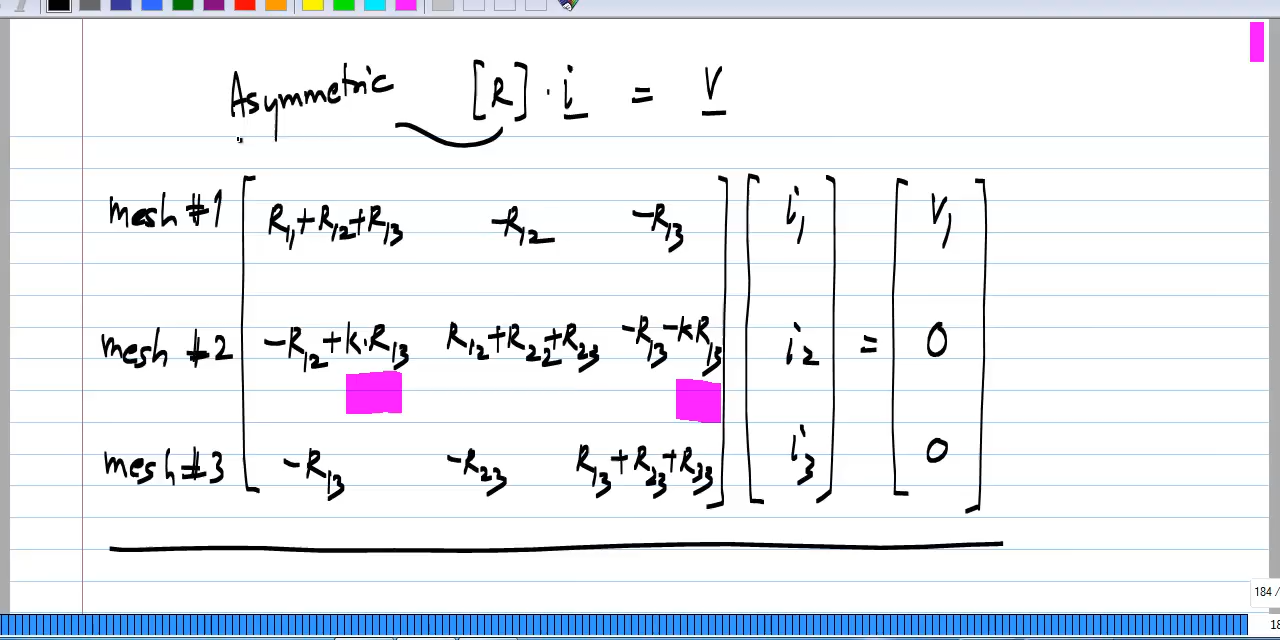 Asymmetric [R] · i = V
mesh #1 R11+R12+R13 -R12 -R13 i1 V1
mesh #2 -R12+k.R13 R12+R22+R23 -R13-kR13 i2 = 0
mesh #3 -R13 -R23 R13+R23+R33 i3 0
184 /
18